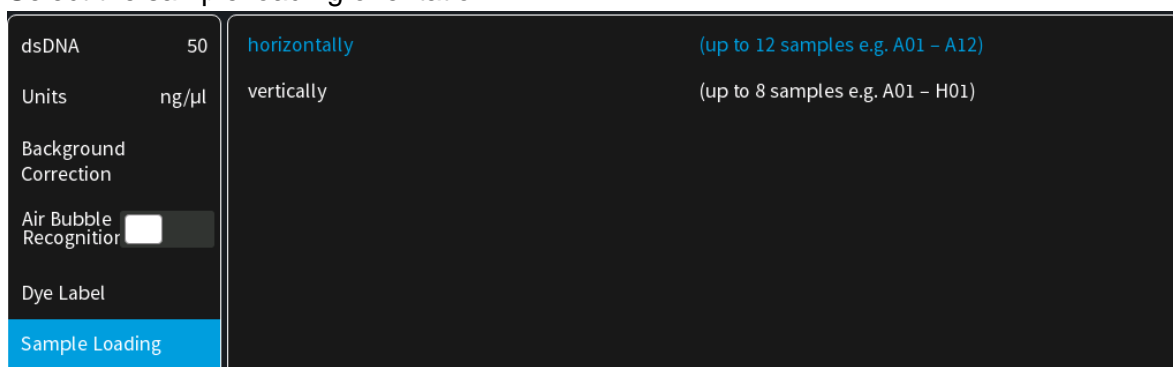 dsDNA 50
Units ng/µl
Background
Correction
Air Bubble
Recognition
Dye Label
Sample Loading
horizontally (up to 12 samples e.g. A01 – A12)
vertically (up to 8 samples e.g. A01 – H01)